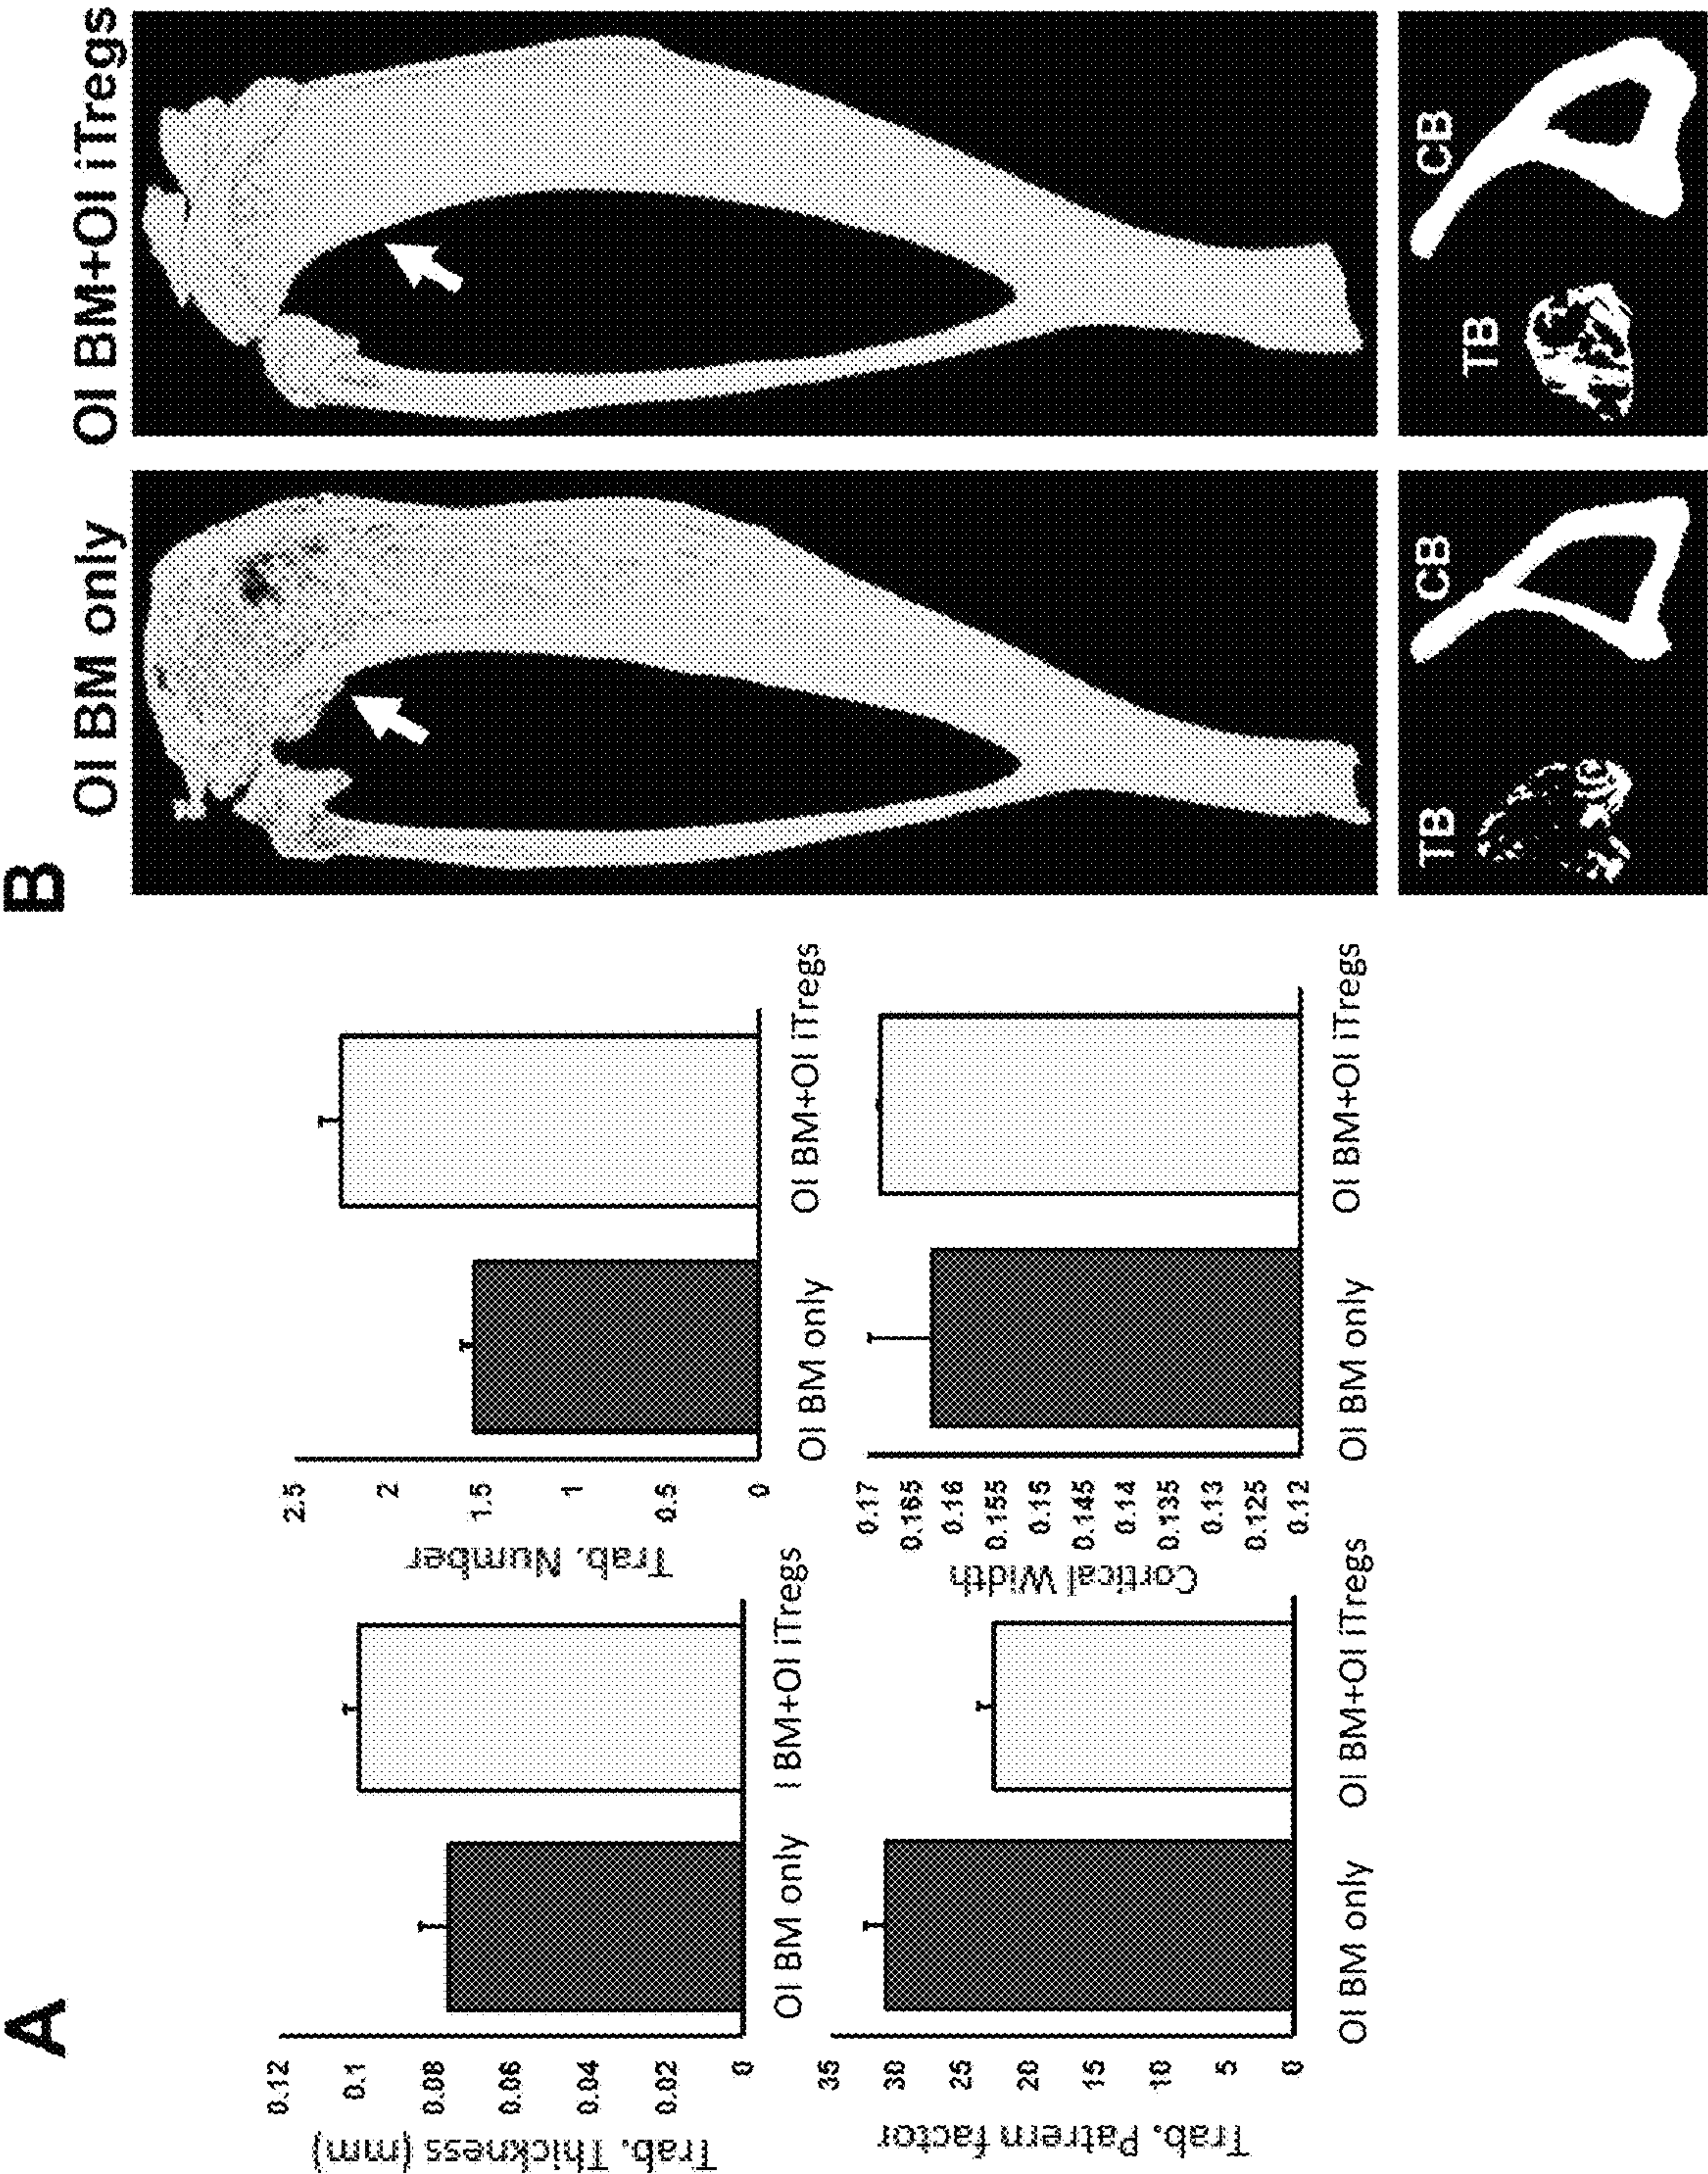 A
Trab. Thickness (mm)
0.12
0.1
0.08
0.06
0.04
0.02
0
OI BM only
I BM+OI iTregs
Trab. Number
2.5
2
1.5
1
0.5
0
OI BM only
OI BM+OI iTregs
Trab. Patrern factor
35
30
25
20
15
10
5
0
OI BM only
OI BM+OI iTregs
Cortical Width
0.17
0.165
0.16
0.155
0.15
0.145
0.14
0.135
0.13
0.125
0.12
OI BM only
OI BM+OI iTregs
B
OI BM only
OI BM+OI iTregs
TB
CB
TB
CB